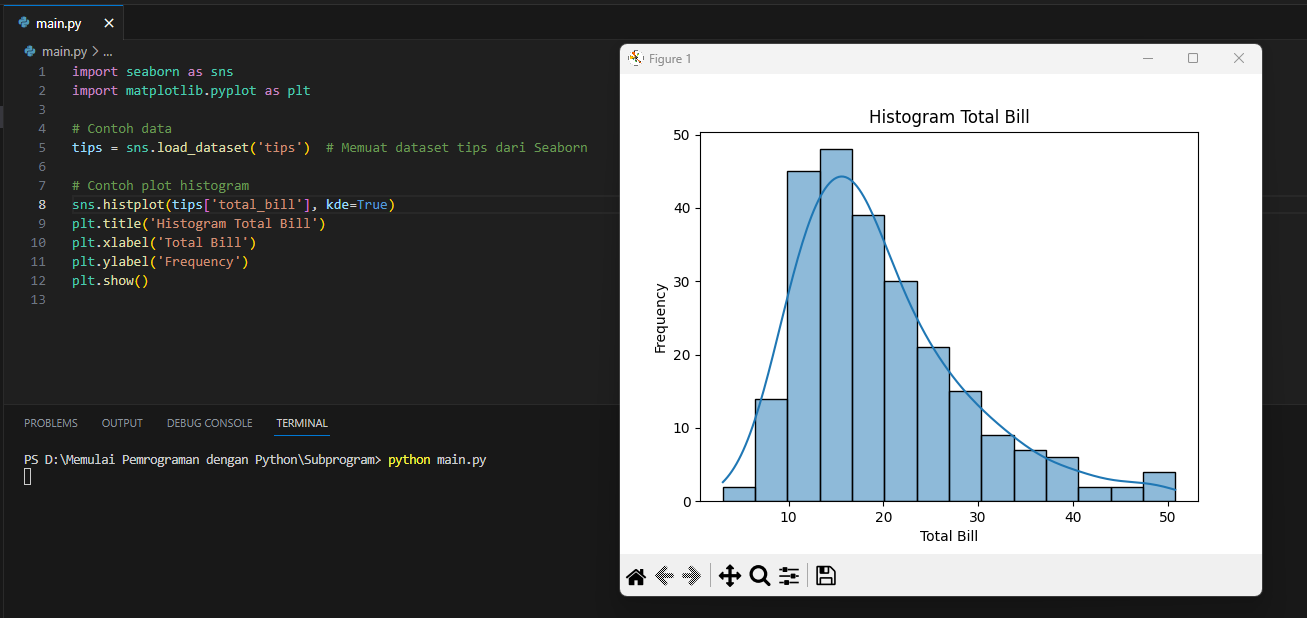 main.py
main.py > ...
1 import seaborn as sns
2 import matplotlib.pyplot as plt
3
4 # Contoh data
5 tips = sns.load_dataset('tips')  # Memuat dataset tips dari Seaborn
6
7 # Contoh plot histogram
8 sns.histplot(tips['total_bill'], kde=True)
9 plt.title('Histogram Total Bill')
10 plt.xlabel('Total Bill')
11 plt.ylabel('Frequency')
12 plt.show()
13
PROBLEMS OUTPUT DEBUG CONSOLE TERMINAL
PS D:\Memulai Pemrograman dengan Python\Subprogram> python main.py
Figure 1
Histogram Total Bill
50
40
30
20
10
0
Frequency
10 20 30 40 50
Total Bill